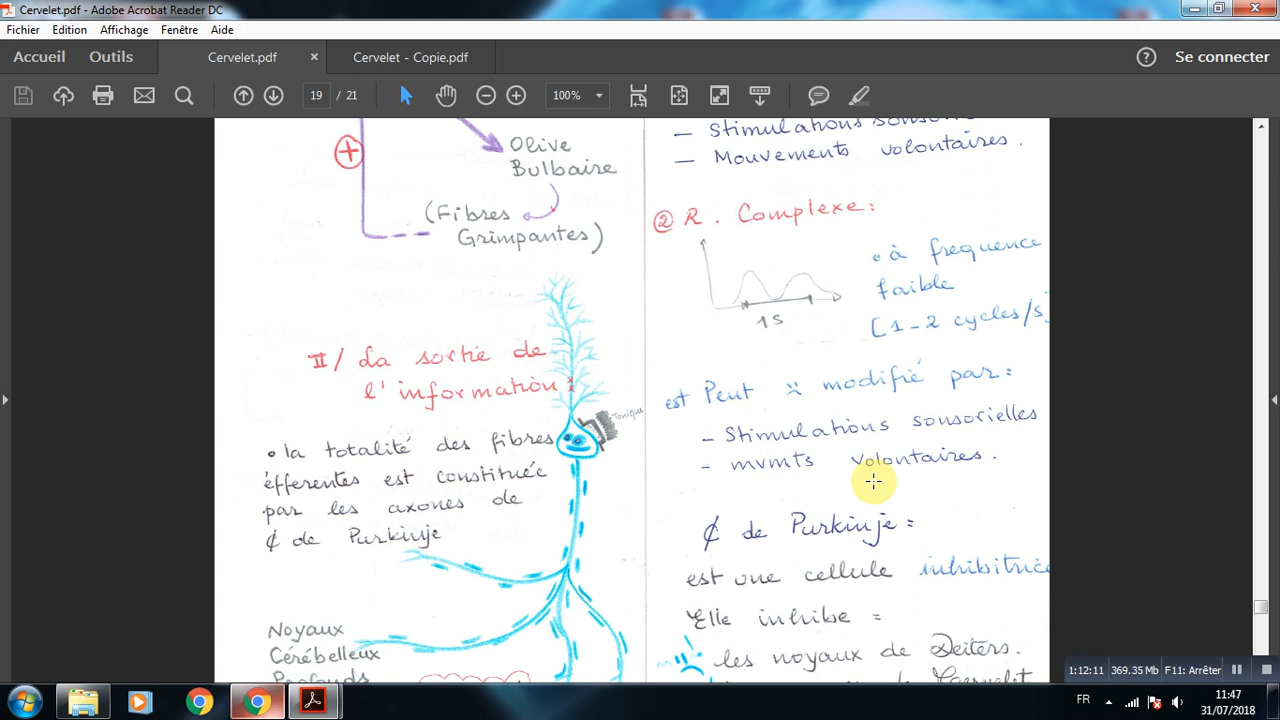 Cervelet.pdf - Adobe Acrobat Reader DC
Fichier Edition Affichage Fenêtre Aide
Accueil Outils Cervelet.pdf × Cervelet - Copie.pdf ? Se connecter
19 / 21 100%
+
Olive
Bulbaire
(Fibres
Grimpantes)
II/ La sortie de
l'information :
Tonique
• la totalité des fibres
éfferentes est constituée
par les axones de
₵ de Purkinje
Noyaux
Cérébelleux
Profonds
— Stimulations
— Mouvements volontaires.
② R. Complexe:
1s
• à frequence
faible
[1-2 cycles/s]
est Peut modifié par:
- Stimulations sonsorielles
- mvmts volontaires.
₵ de Purkinje :
est une cellule inhibitrice
Elle inhibe =
les noyaux de Deiters.
1:12:11 369.35 Mb F11: Arrêter
FR
11:47
31/07/2018